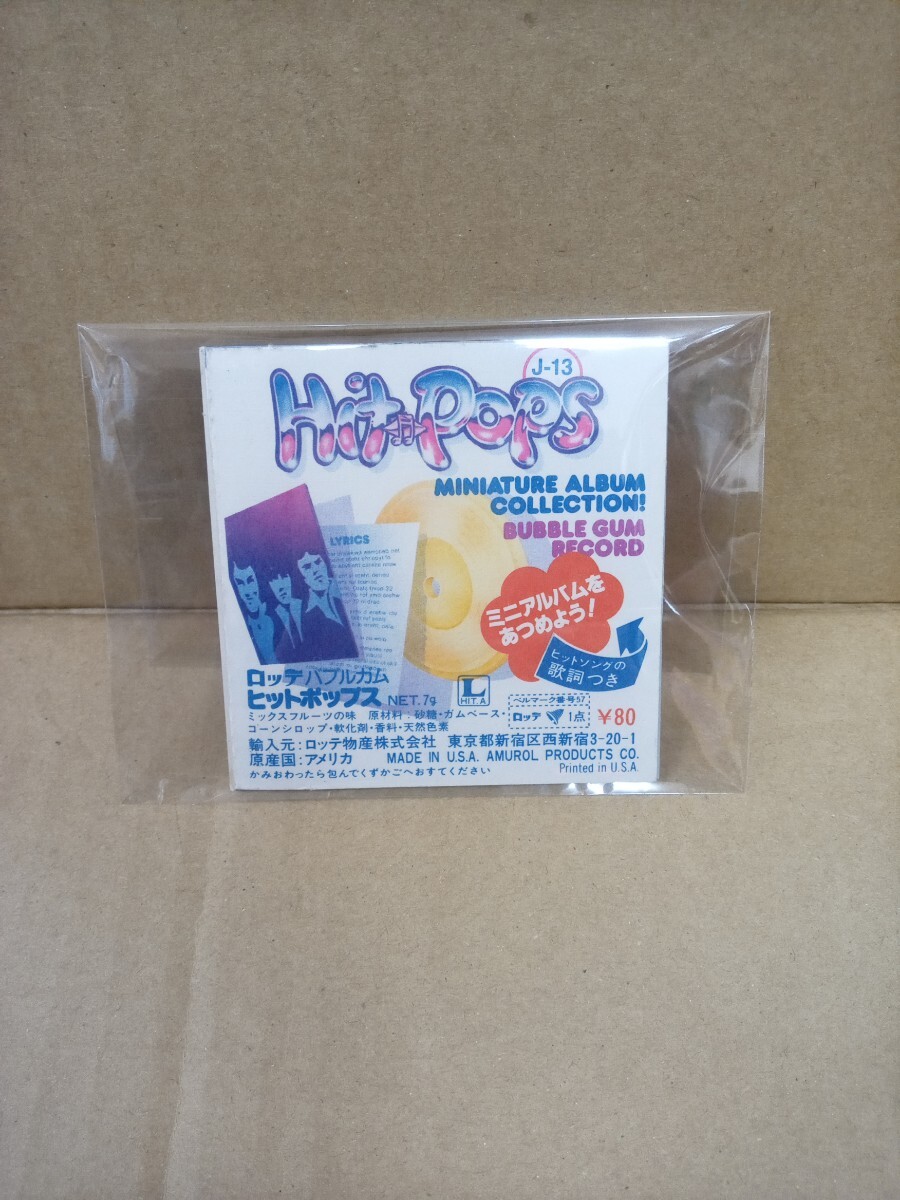 J-13
Hit Pops
MINIATURE ALBUM
COLLECTION!
BUBBLE GUM
RECORD
LYRICS
ミニアルバムを
あつめよう!
ヒットソングの
歌詞つき
ロッテバブルガム
ヒットポップス NET.7g
L
HIT.A
ベルマーク番号57
ロッテ 1点 ¥80
ミックスフルーツの味 原材料:砂糖・ガムベース・
コーンシロップ・軟化剤・香料・天然色素
輸入元:ロッテ物産株式会社 東京都新宿区西新宿3-20-1
原産国:アメリカ MADE IN U.S.A. AMUROL PRODUCTS CO.
かみおわったら包んでくずかごへおすてください Printed in U.S.A.